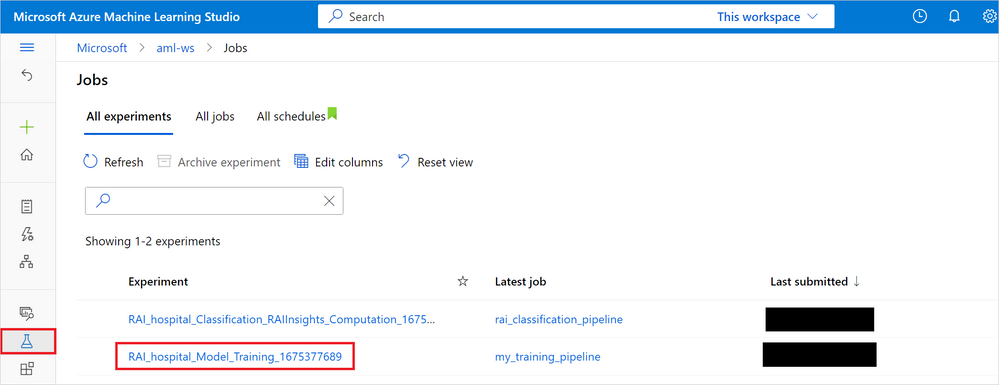 Microsoft Azure Machine Learning Studio
Search
This workspace
Microsoft > aml-ws > Jobs
Jobs
All experiments
All jobs
All schedules
Refresh
Archive experiment
Edit columns
Reset view
Showing 1-2 experiments
Experiment
Latest job
Last submitted ↓
RAI_hospital_Classification_RAIInsights_Computation_1675...
rai_classification_pipeline
RAI_hospital_Model_Training_1675377689
my_training_pipeline